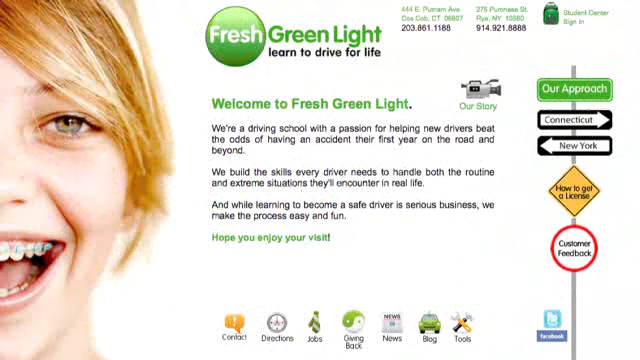 Fresh Green Light
learn to drive for life
444 E. Putnam Ave.
Cos Cob, CT 06807
203.861.1188
275 Purchase St.
Rye, NY 10580
914.921.8888
Student Center
Sign In
Welcome to Fresh Green Light.
Our Story
We're a driving school with a passion for helping new drivers beat
the odds of having an accident their first year on the road and
beyond.
We build the skills every driver needs to handle both the routine
and extreme situations they'll encounter in real life.
And while learning to become a safe driver is serious business, we
make the process easy and fun.
Hope you enjoy your visit!
Our Approach
Connecticut
New York
How to get
a License
Customer
Feedback
Contact
Directions
Jobs
Giving
Back
NEWS
News
Blog
Tools
facebook